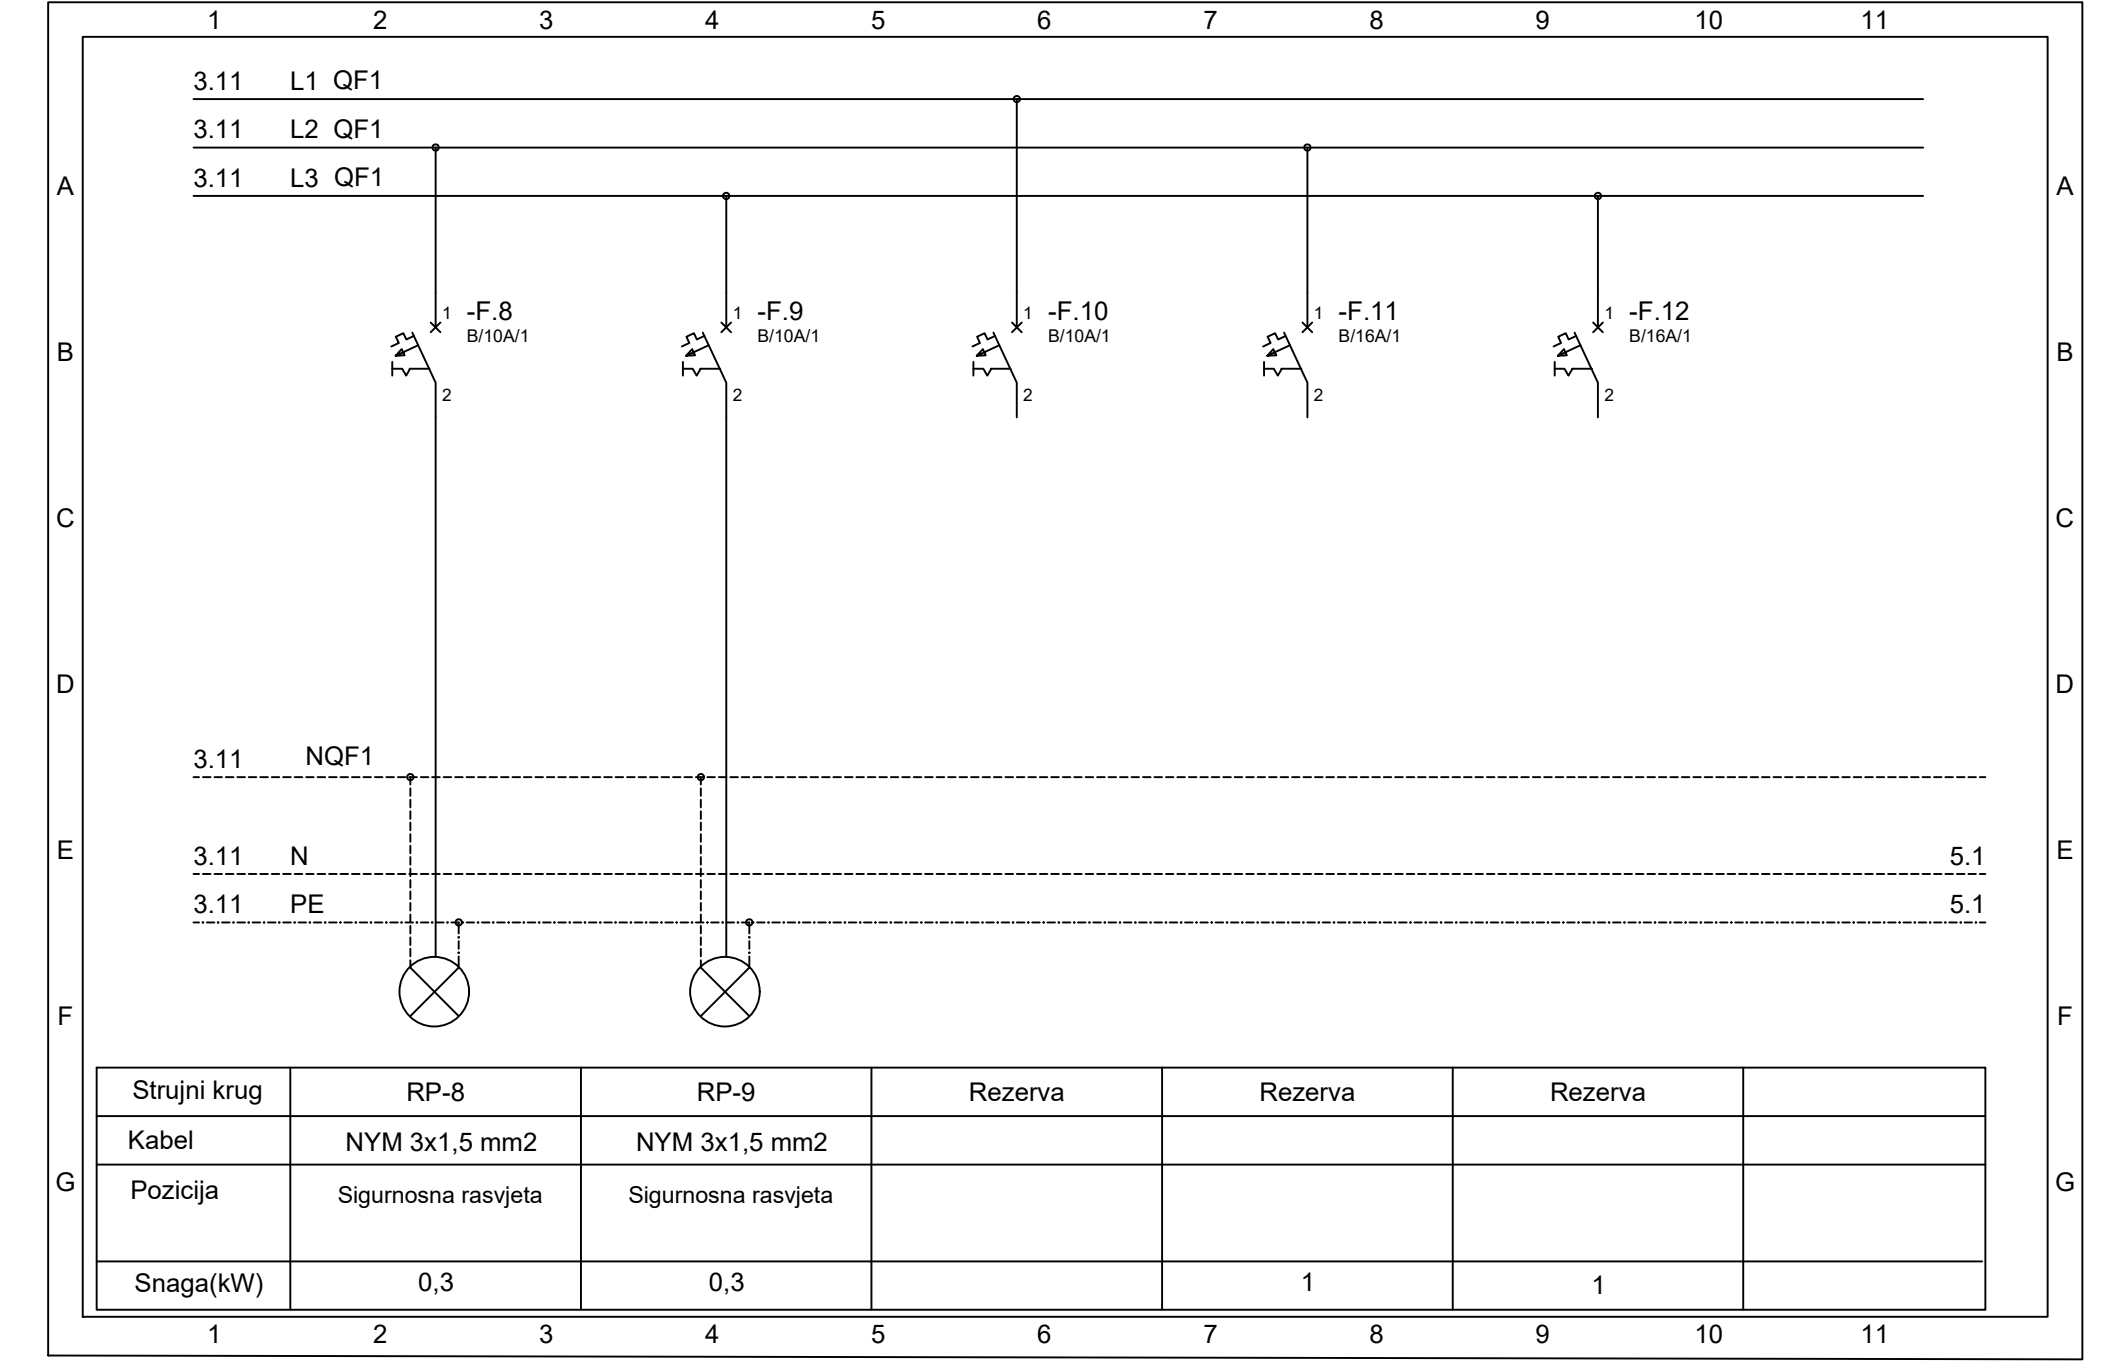 1 2 3 4 5 6 7 8 9 10 11
3.11 L1 QF1
3.11 L2 QF1
3.11 L3 QF1
A A
1 -F.8 1 -F.9 1 -F.10 1 -F.11 1 -F.12
B/10A/1 B/10A/1 B/10A/1 B/16A/1 B/16A/1
B B
2 2 2 2 2
C C
D D
3.11 NQF1
E E
3.11 N 5.1
3.11 PE 5.1
F F
Strujni krug RP-8 RP-9 Rezerva Rezerva Rezerva
Kabel NYM 3x1,5 mm2 NYM 3x1,5 mm2
G G
Pozicija Sigurnosna rasvjeta Sigurnosna rasvjeta
Snaga(kW) 0,3 0,3 1 1
1 2 3 4 5 6 7 8 9 10 11